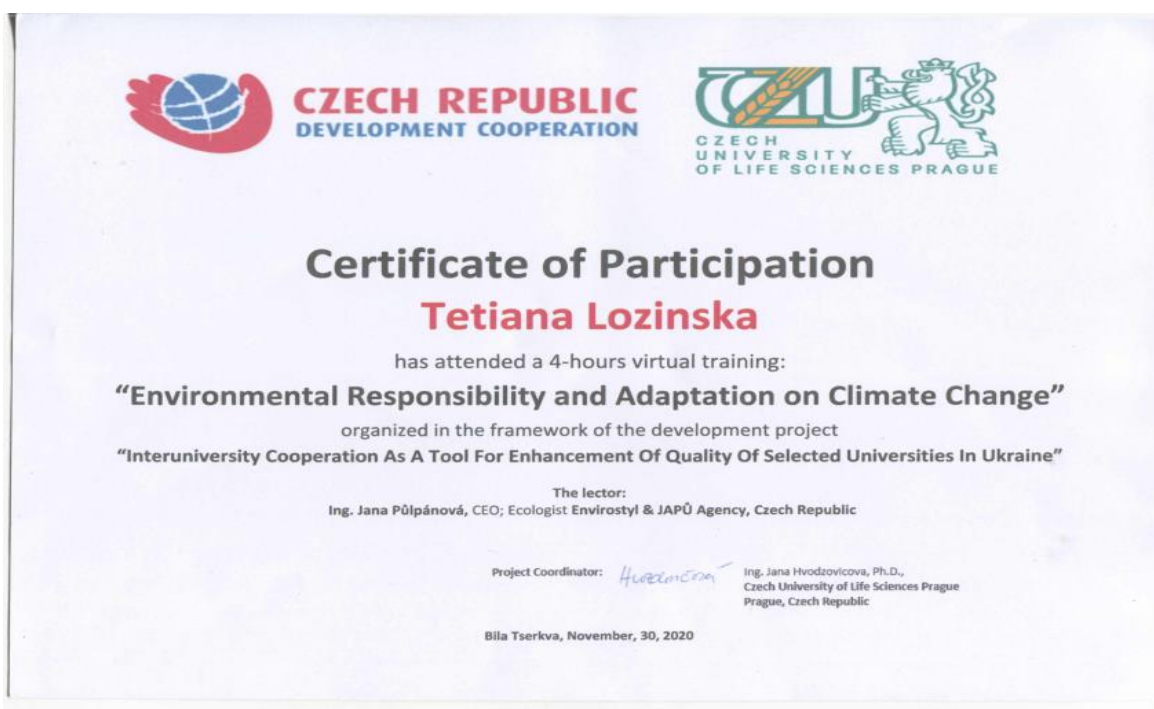 CZECH REPUBLIC
DEVELOPMENT COOPERATION
CZU
CZECH
UNIVERSITY
OF LIFE SCIENCES PRAGUE
Certificate of Participation
Tetiana Lozinska
has attended a 4-hours virtual training:
“Environmental Responsibility and Adaptation on Climate Change”
organized in the framework of the development project
“Interuniversity Cooperation As A Tool For Enhancement Of Quality Of Selected Universities In Ukraine”
The lector:
Ing. Jana Půlpánová, CEO; Ecologist Envirostyl & JAPŮ Agency, Czech Republic
Project Coordinator:
Ing. Jana Hvodzovicova, Ph.D.,
Czech University of Life Sciences Prague
Prague, Czech Republic
Bila Tserkva, November, 30, 2020